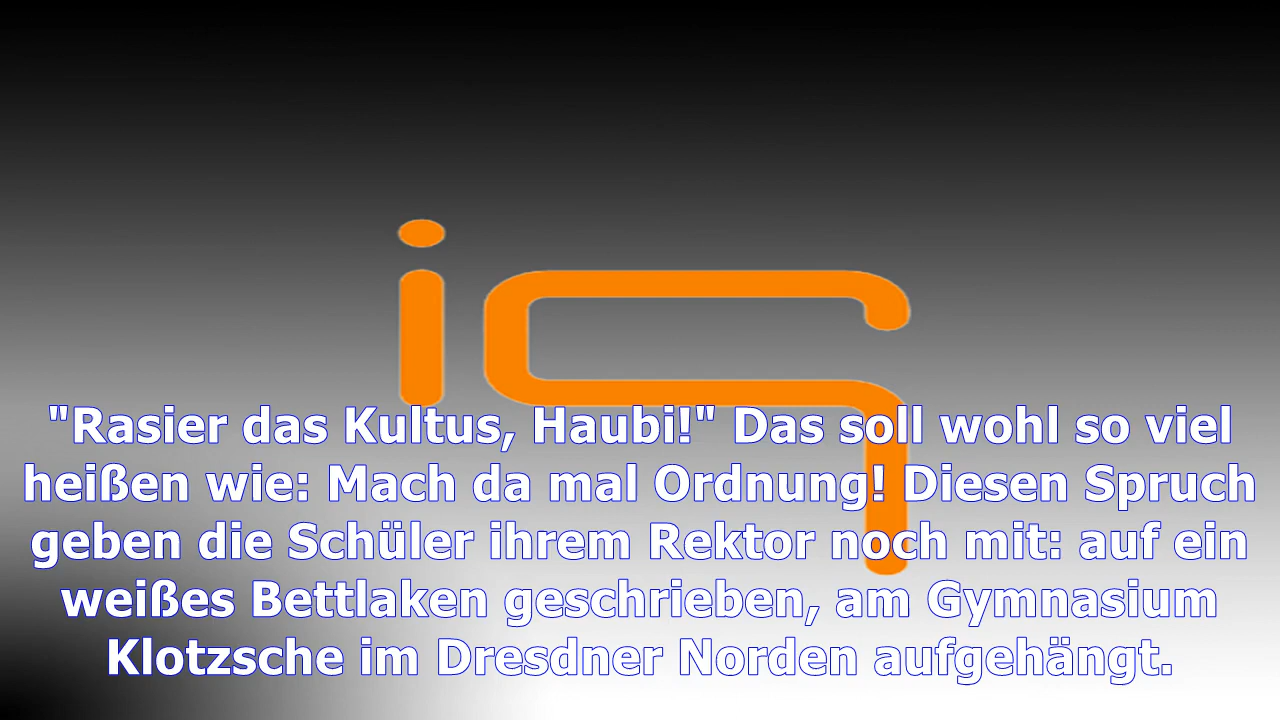 "Rasier das Kultus, Haubi!" Das soll wohl so viel
heißen wie: Mach da mal Ordnung! Diesen Spruch
geben die Schüler ihrem Rektor noch mit: auf ein
weißes Bettlaken geschrieben, am Gymnasium
Klotzsche im Dresdner Norden aufgehängt.